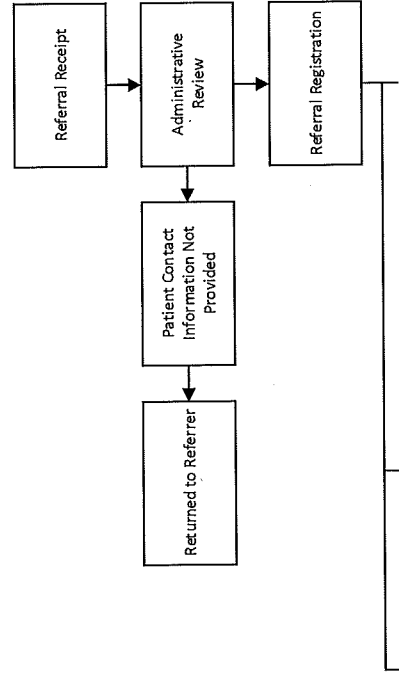 Referral Receipt
Administrative
Review
Referral Registration
Patient Contact
Information Not
Provided
Returned to Referrer